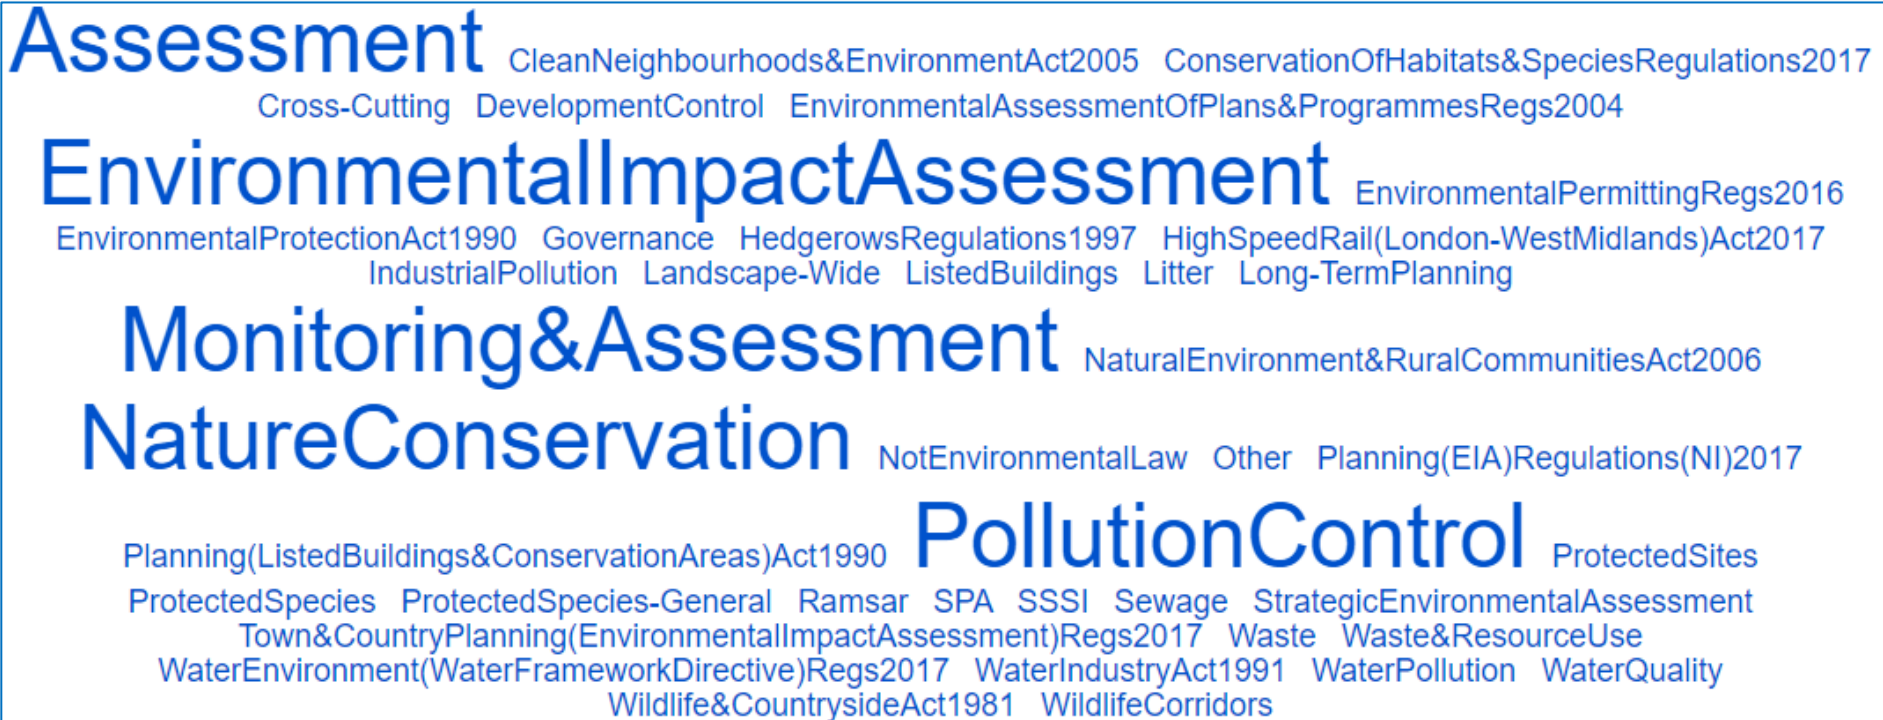 Assessment CleanNeighbourhoods&EnvironmentAct2005 ConservationOfHabitats&SpeciesRegulations2017
Cross-Cutting DevelopmentControl EnvironmentalAssessmentOfPlans&ProgrammesRegs2004
EnvironmentalImpactAssessment EnvironmentalPermittingRegs2016
EnvironmentalProtectionAct1990 Governance HedgerowsRegulations1997 HighSpeedRail(London-WestMidlands)Act2017
IndustrialPollution Landscape-Wide ListedBuildings Litter Long-TermPlanning
Monitoring&Assessment NaturalEnvironment&RuralCommunitiesAct2006
NatureConservation NotEnvironmentalLaw Other Planning(EIA)Regulations(NI)2017
Planning(ListedBuildings&ConservationAreas)Act1990 PollutionControl ProtectedSites
ProtectedSpecies ProtectedSpecies-General Ramsar SPA SSSI Sewage StrategicEnvironmentalAssessment
Town&CountryPlanning(EnvironmentalImpactAssessment)Regs2017 Waste Waste&ResourceUse
WaterEnvironment(WaterFrameworkDirective)Regs2017 WaterIndustryAct1991 WaterPollution WaterQuality
Wildlife&CountrysideAct1981 WildlifeCorridors